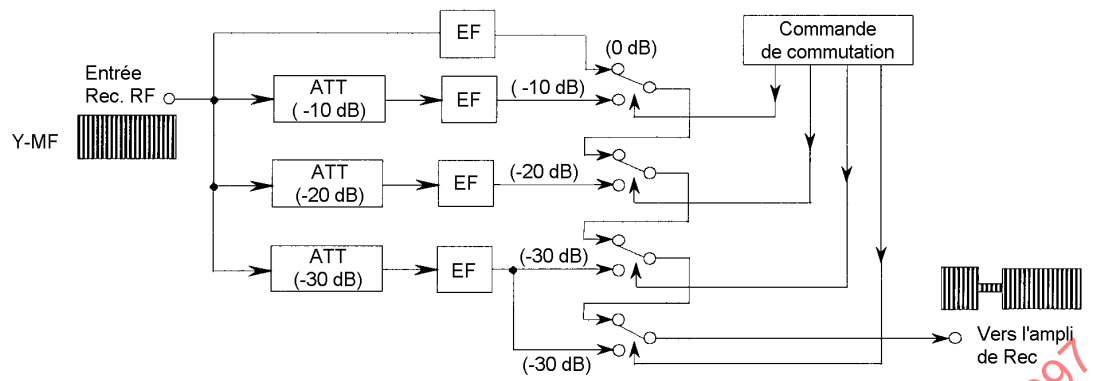 EF
(0 dB)
Commande
de commutation
Entrée
Rec. RF
ATT
( -10 dB)
EF
( -10 dB)
Y-MF
ATT
(-20 dB)
EF
(-20 dB)
ATT
(-30 dB)
EF
(-30 dB)
(-30 dB)
Vers l'ampli
de Rec